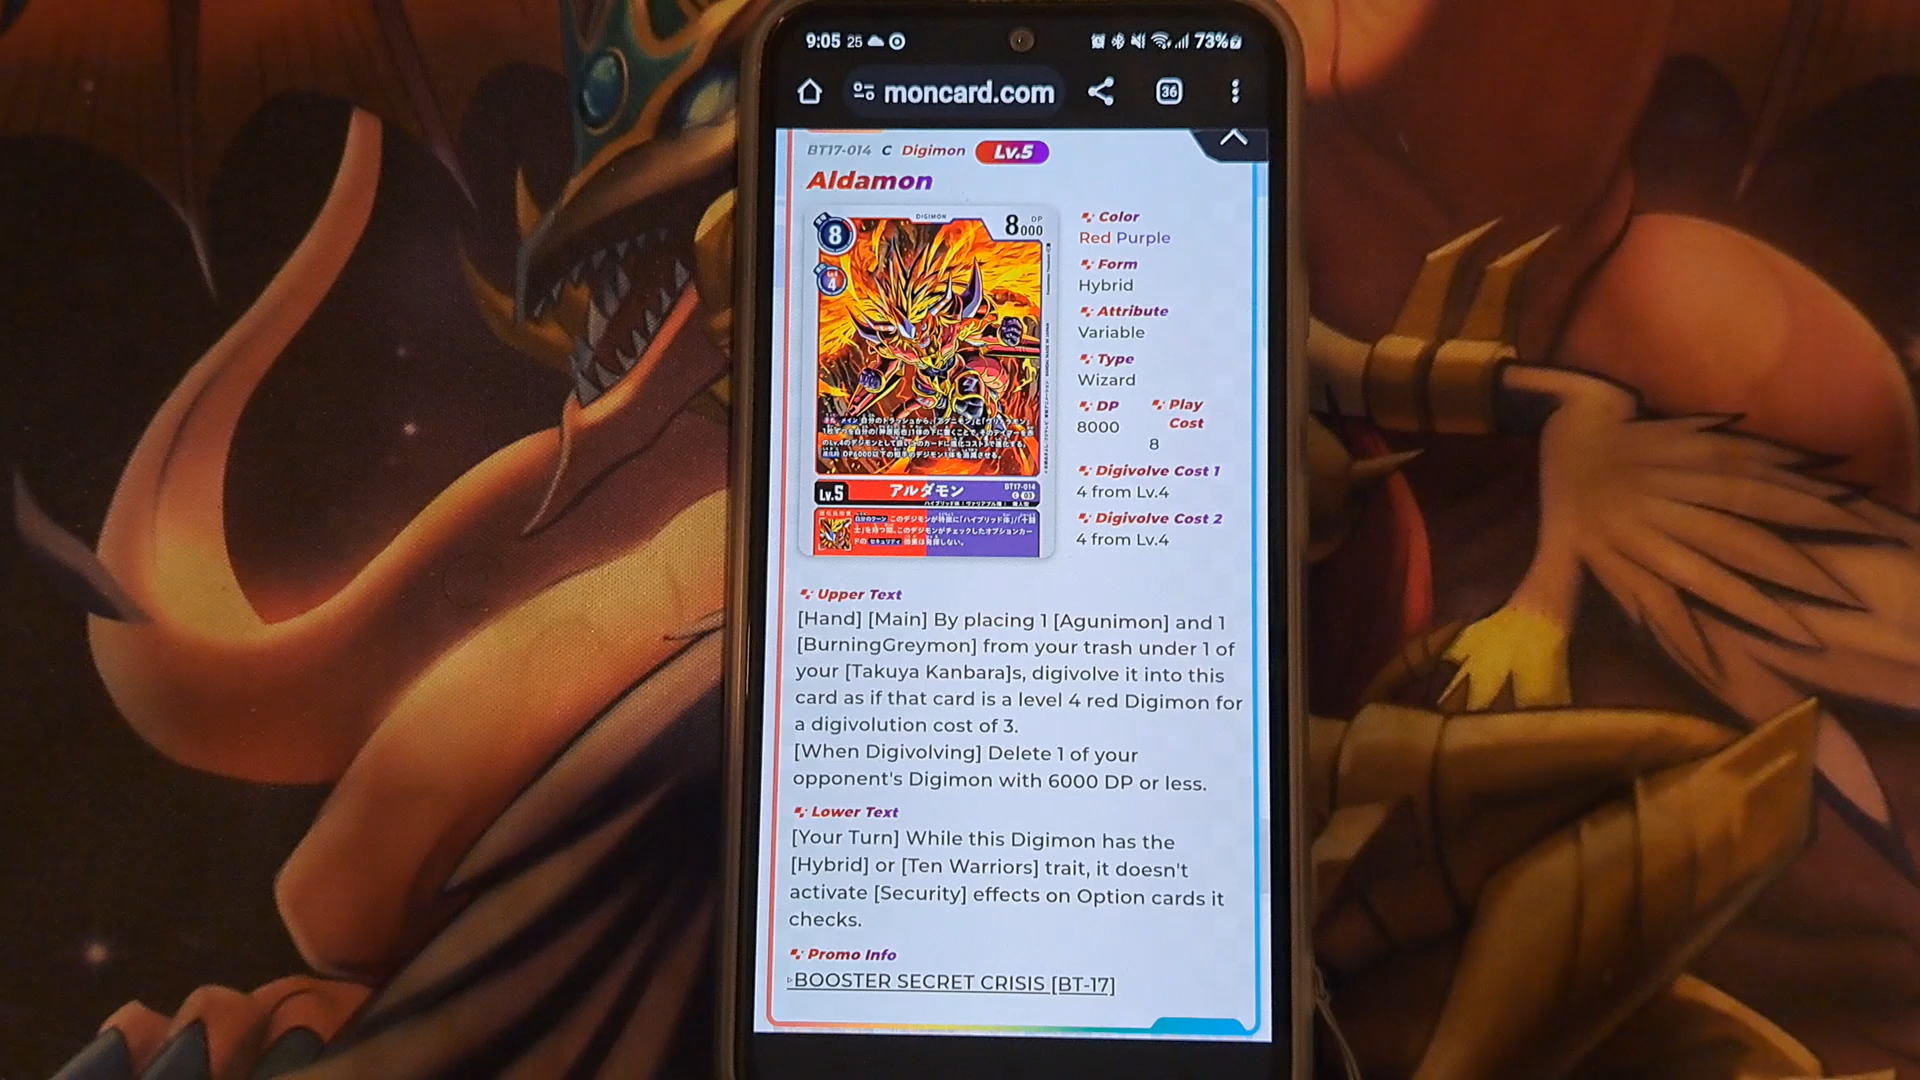 9:05 25 73%
moncard.com 36
BT17-014 C Digimon Lv.5
Aldamon
DIGIMON
8 8000 DP
Lv.4
4
Lv.5 アルダモン BT17-014
Color
Red Purple
Form
Hybrid
Attribute
Variable
Type
Wizard
DP Play Cost
8000
8
Digivolve Cost 1
4 from Lv.4
Digivolve Cost 2
4 from Lv.4
Upper Text
[Hand] [Main] By placing 1 [Agunimon] and 1
[BurningGreymon] from your trash under 1 of
your [Takuya Kanbara]s, digivolve it into this
card as if that card is a level 4 red Digimon for
a digivolution cost of 3.
[When Digivolving] Delete 1 of your
opponent's Digimon with 6000 DP or less.
Lower Text
[Your Turn] While this Digimon has the
[Hybrid] or [Ten Warriors] trait, it doesn't
activate [Security] effects on Option cards it
checks.
Promo Info
BOOSTER SECRET CRISIS [BT-17]